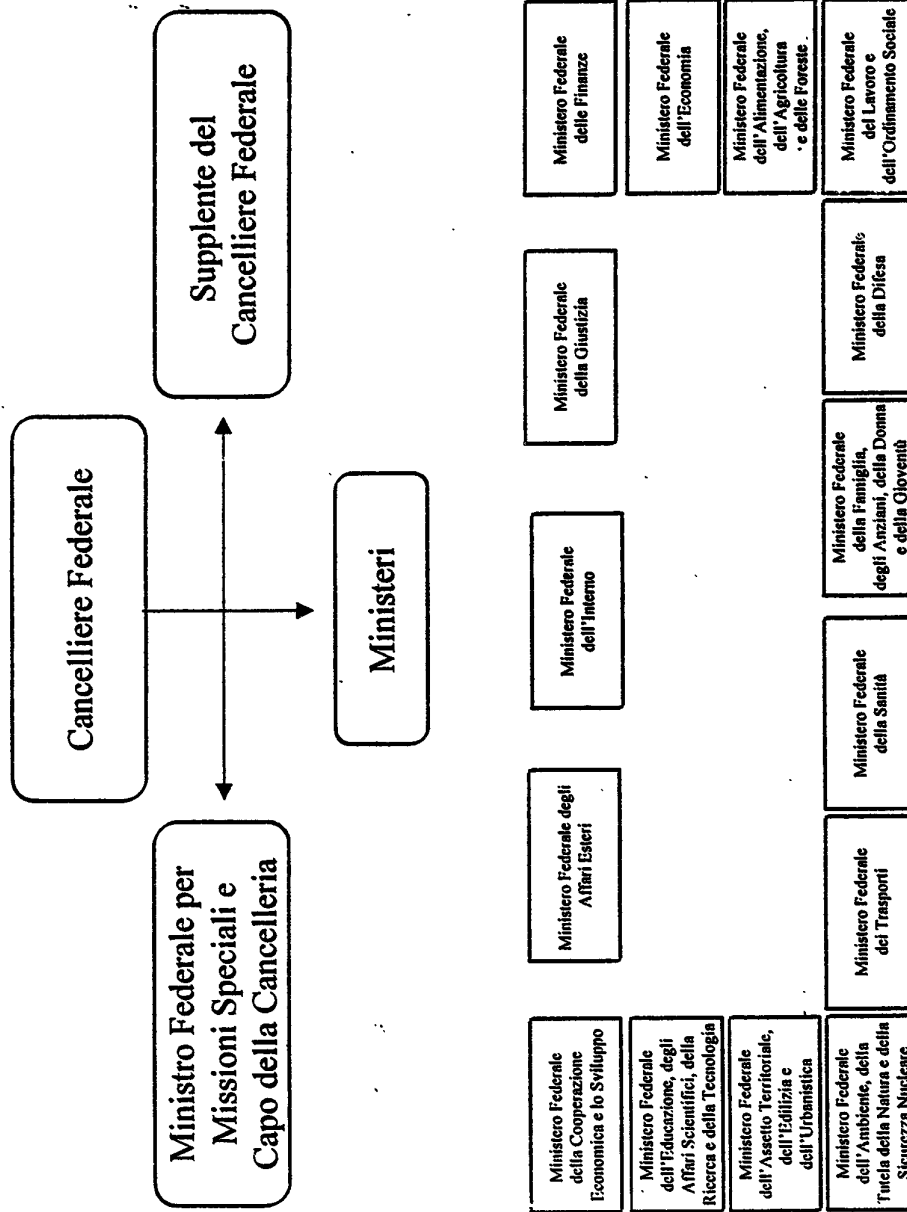 Cancelliere Federale
Ministro Federale per
Missioni Speciali e
Capo della Cancelleria
Supplente del
Cancelliere Federale
Ministeri
Ministero Federale
della Cooperazione
Economica e lo Sviluppo
Ministero Federale degli
Affari Esteri
Ministero Federale
dell'Interno
Ministero Federale
della Giustizia
Ministero Federale
delle Finanze
Ministero Federale
dell'Educazione, degli
Affari Scientifici, della
Ricerca e della Tecnologia
Ministero Federale
dell'Economia
Ministero Federale
dell'Assetto Territoriale,
dell'Edilizia e
dell'Urbanistica
Ministero Federale
dell'Alimentazione,
dell'Agricoltura
e delle Foreste
Ministero Federale
dell'Ambiente, della
Tutela della Natura e della
Sicurezza Nucleare
Ministero Federale
dei Trasporti
Ministero Federale
della Sanità
Ministero Federale
della Famiglia,
degli Anziani, della Donna
e della Gioventù
Ministero Federale
della Difesa
Ministero Federale
del Lavoro e
dell'Ordinamento Sociale